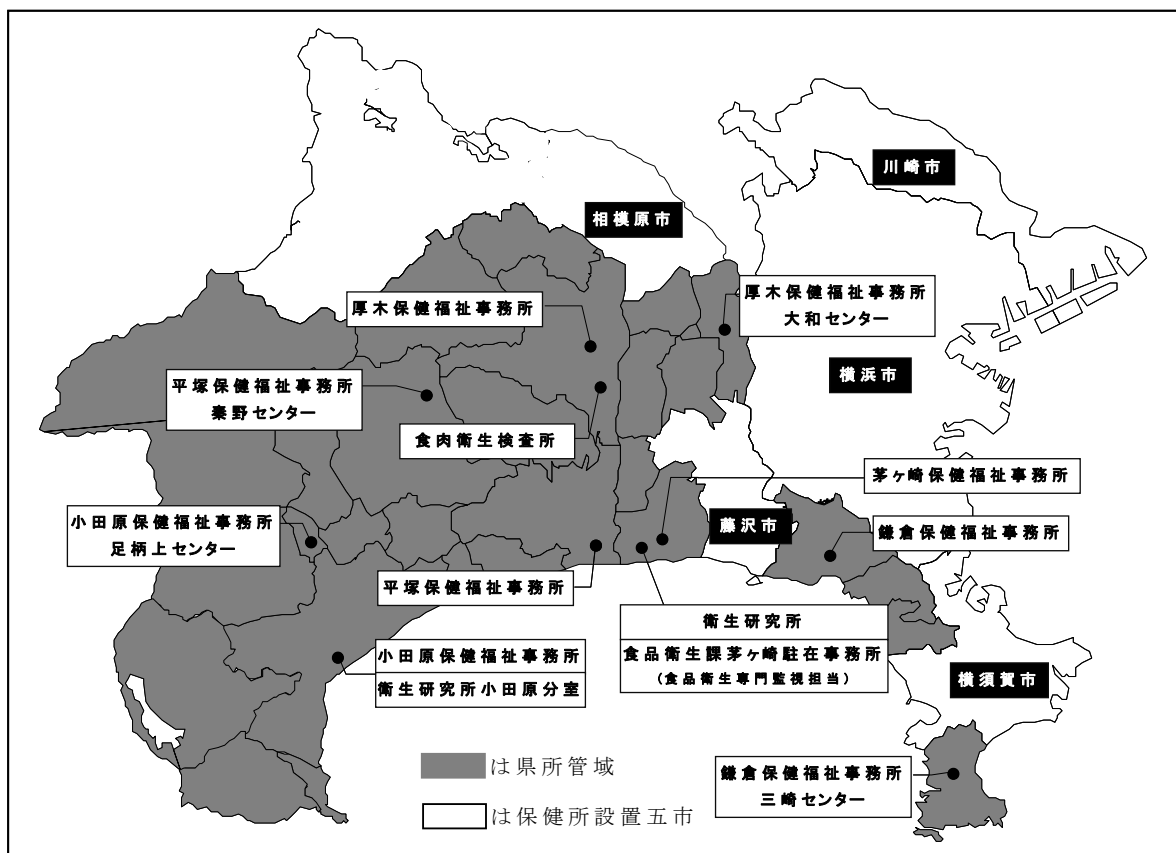 川崎市
相模原市
厚木保健福祉事務所
大和センター
厚木保健福祉事務所
横浜市
平塚保健福祉事務所
秦野センター
食肉衛生検査所
茅ヶ崎保健福祉事務所
小田原保健福祉事務所
足柄上センター
藤沢市
鎌倉保健福祉事務所
平塚保健福祉事務所
衛生研究所
食品衛生課茅ヶ崎駐在事務所
(食品衛生専門監視担当)
小田原保健福祉事務所
衛生研究所小田原分室
横須賀市
は県所管域
鎌倉保健福祉事務所
三崎センター
は保健所設置五市